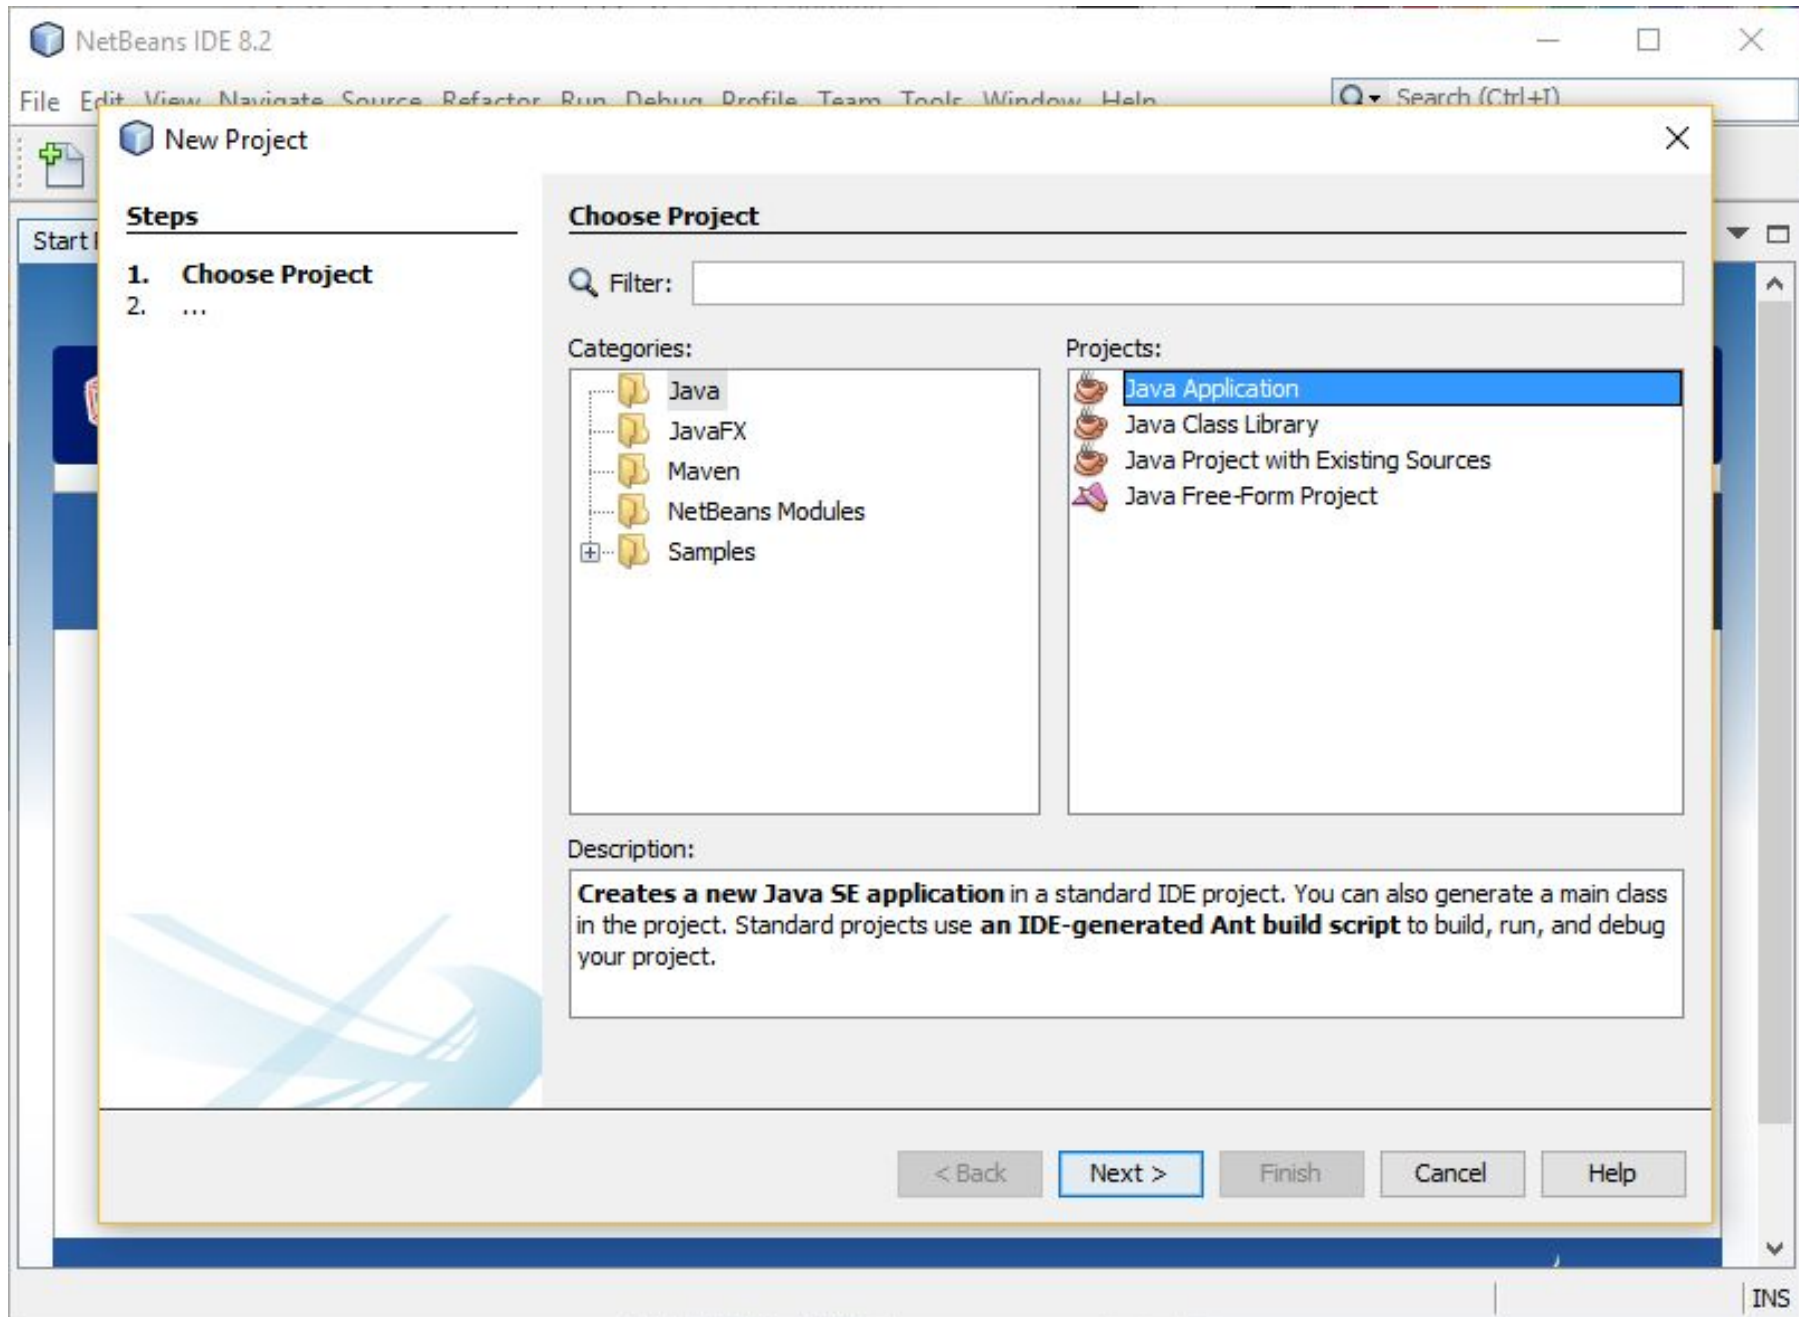 NetBeans IDE 8.2
File Edit View Navigate Source Refactor Run Debug Profile Team Tools Window Help
Search (Ctrl+I)
New Project
Start
Steps
1. Choose Project
2. ...
Choose Project
Filter:
Categories:
Java
JavaFX
Maven
NetBeans Modules
Samples
Projects:
Java Application
Java Class Library
Java Project with Existing Sources
Java Free-Form Project
Description:
Creates a new Java SE application in a standard IDE project. You can also generate a main class
in the project. Standard projects use an IDE-generated Ant build script to build, run, and debug
your project.
< Back
Next >
Finish
Cancel
Help
INS